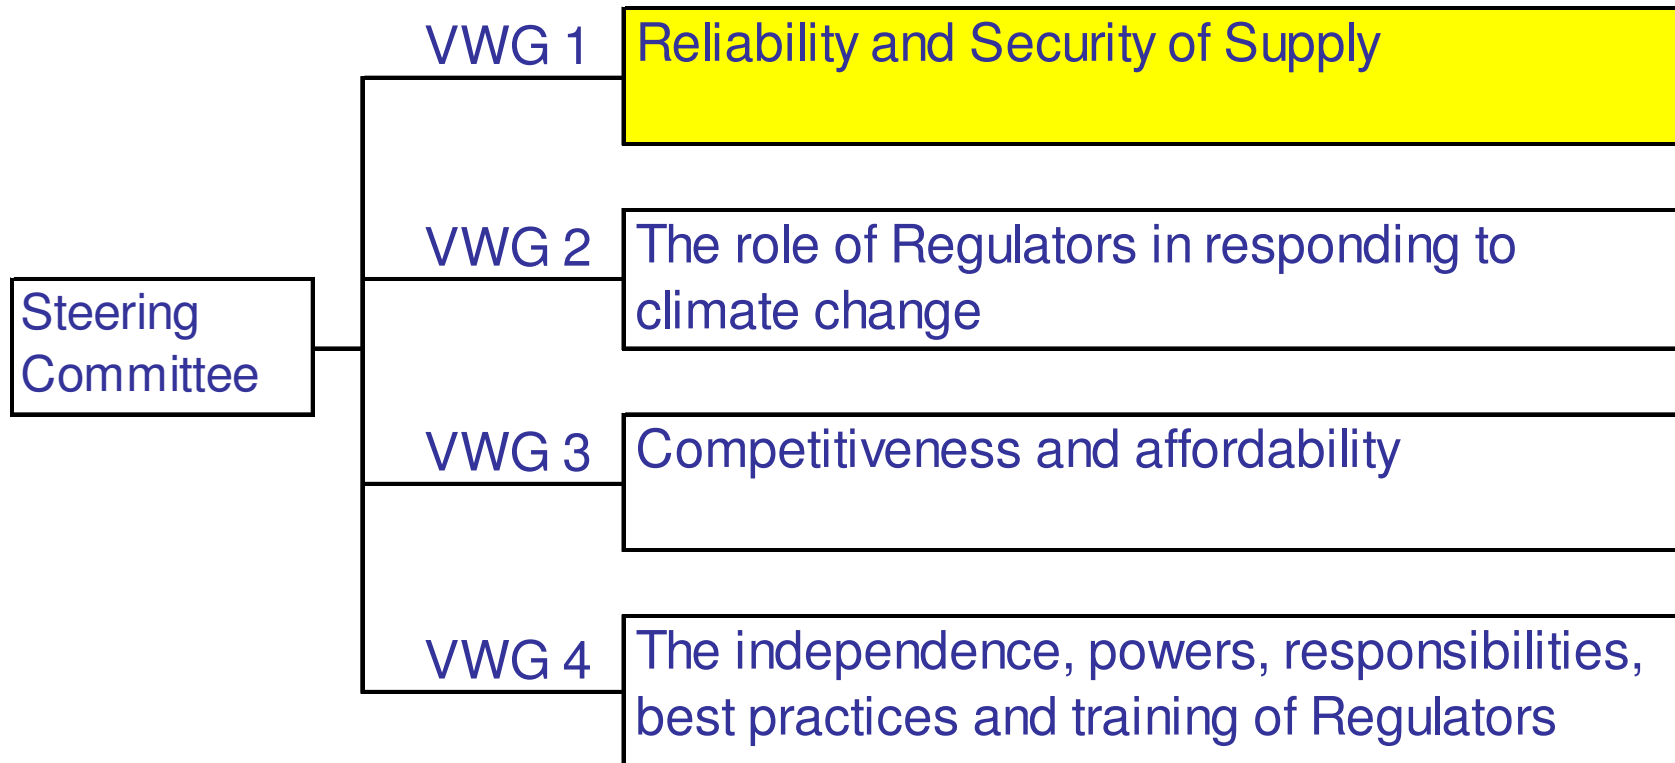 VWG 1
Reliability and Security of Supply
VWG 2
The role of Regulators in responding to
climate change
Steering
Committee
VWG 3
Competitiveness and affordability
VWG 4
The independence, powers, responsibilities,
best practices and training of Regulators